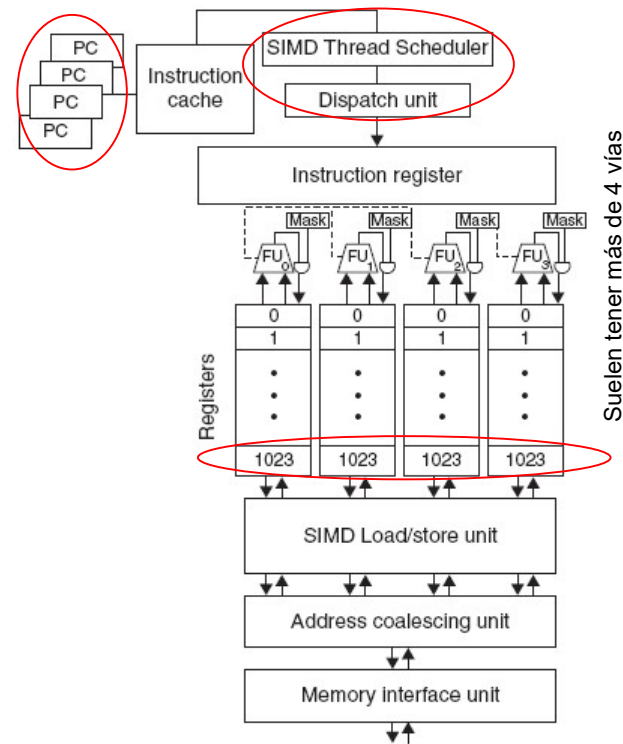 PC
PC
PC
PC
Instruction
cache
SIMD Thread Scheduler
Dispatch unit
Instruction register
Mask Mask Mask Mask
FU0 FU1 FU2 FU3
Registers
0 0 0 0
1 1 1 1
1023 1023 1023 1023
SIMD Load/store unit
Address coalescing unit
Memory interface unit
Suelen tener más de 4 vías